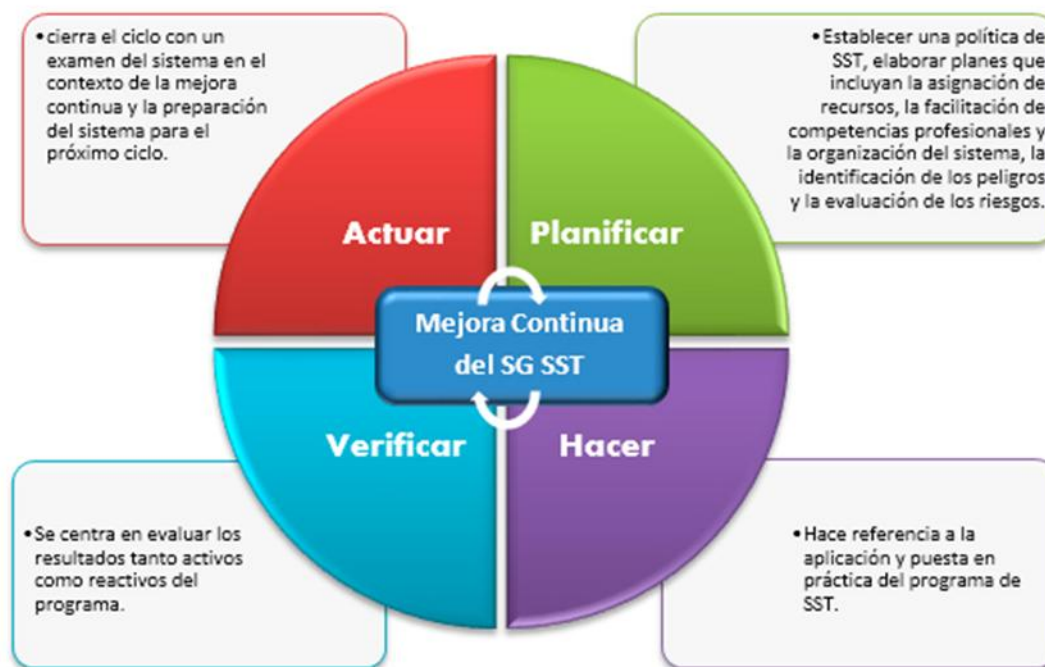 •cierra el ciclo con un
examen del sistema en el
contexto de la mejora
continua y la preparación
del sistema para el
próximo ciclo.
•Establecer una política de
SST, elaborar planes que
incluyan la asignación de
recursos, la facilitación de
competencias profesionales y
la organización del sistema, la
identificación de los peligros
y la evaluación de los riesgos.
Actuar
Planificar
Mejora Continua
del SG SST
Verificar
Hacer
•Se centra en evaluar los
resultados tanto activos
como reactivos del
programa.
•Hace referencia a la
aplicación y puesta en
práctica del programa de
SST.